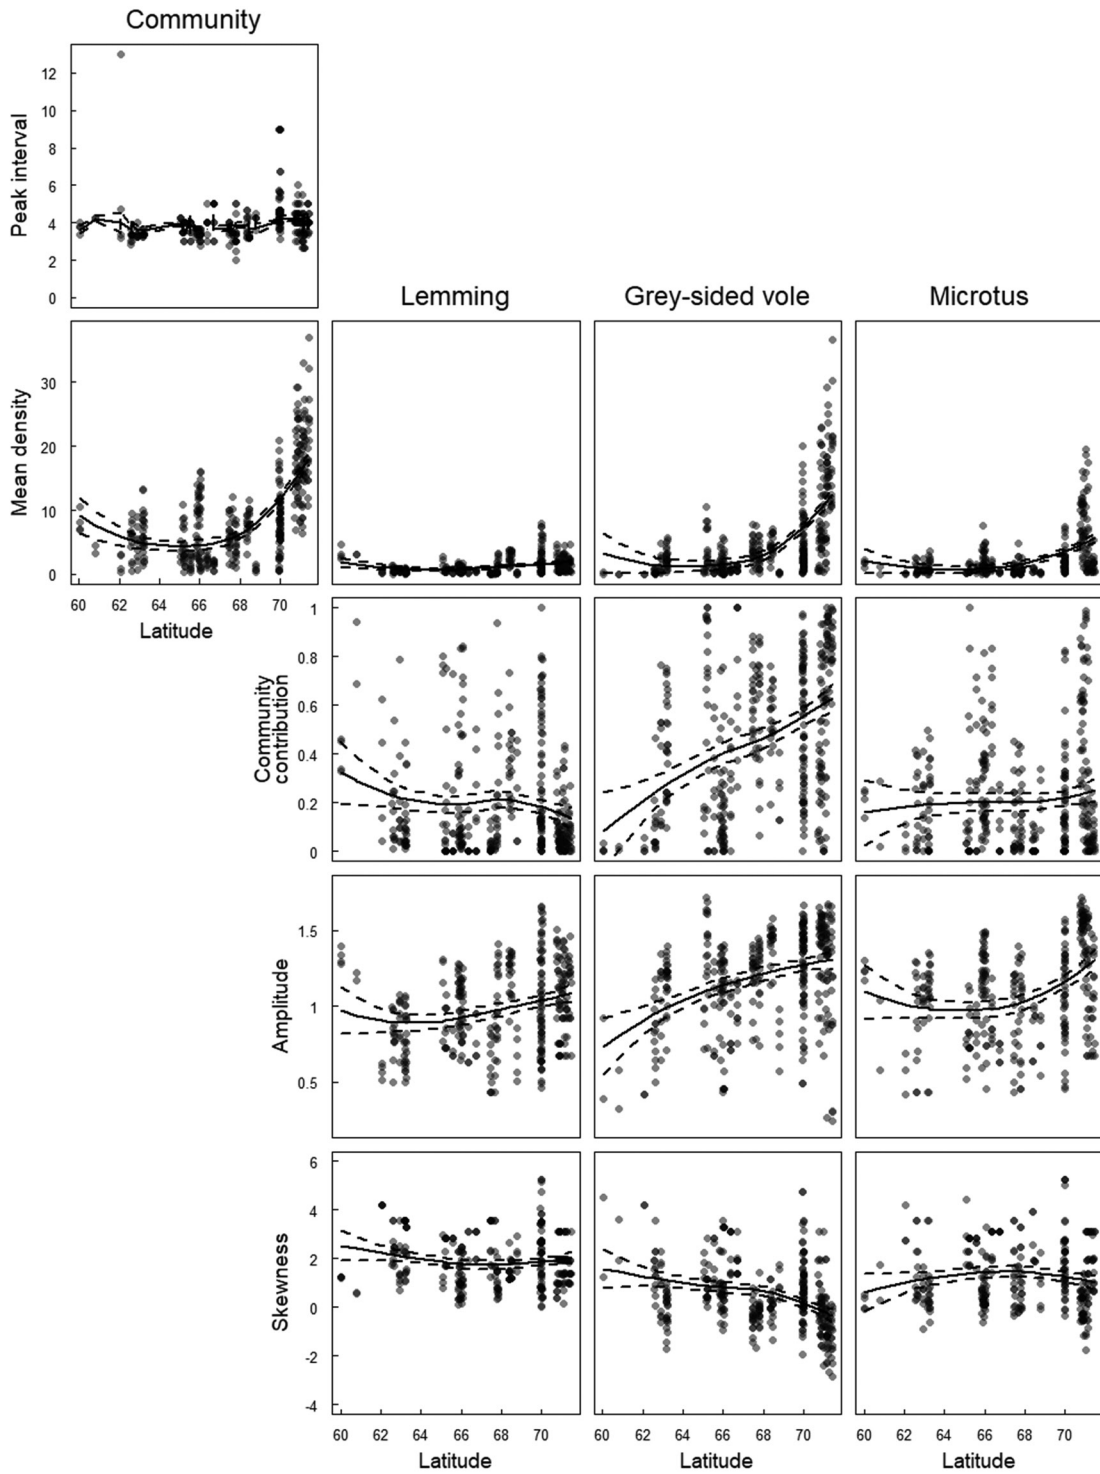 Community
Peak interval
12
10
8
6
4
2
0
Lemming
Grey-sided vole
Microtus
Mean density
30
20
10
0
60 62 64 66 68 70
Latitude
Community
contribution
1
0.8
0.6
0.4
0.2
0
Amplitude
1.5
1
0.5
Skewness
6
4
2
0
-2
-4
60 62 64 66 68 70
60 62 64 66 68 70
60 62 64 66 68 70
Latitude
Latitude
Latitude